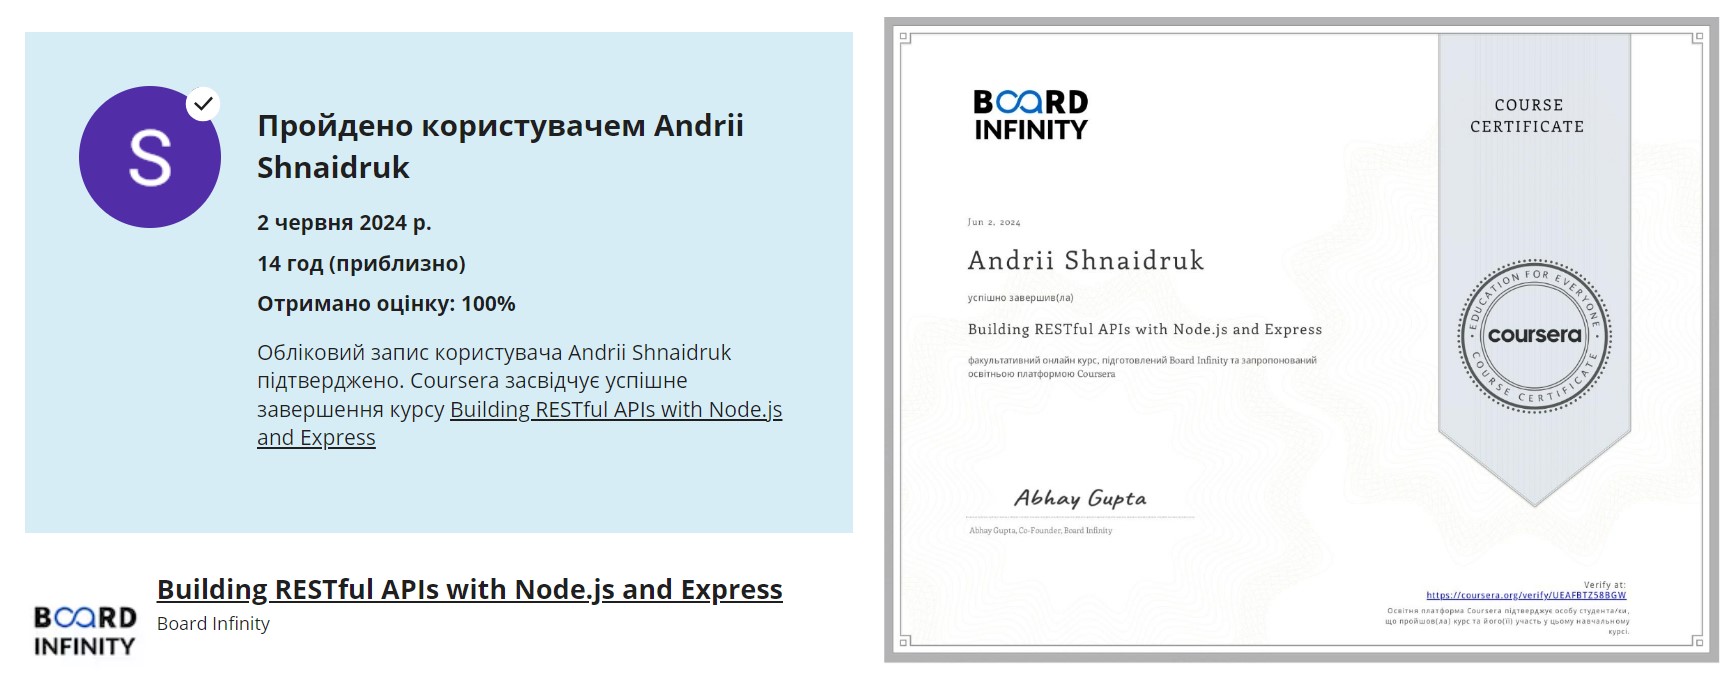 S
Пройдено користувачем Andrii
Shnaidruk
2 червня 2024 р.
14 год (приблизно)
Отримано оцінку: 100%
Обліковий запис користувача Andrii Shnaidruk
підтверджено. Coursera засвідчує успішне
завершення курсу Building RESTful APIs with Node.js
and Express
BOARD
INFINITY
Building RESTful APIs with Node.js and Express
Board Infinity
BOARD
INFINITY
COURSE
CERTIFICATE
Jun 2, 2024
Andrii Shnaidruk
успішно завершив(ла)
Building RESTful APIs with Node.js and Express
факультативний онлайн курс, підготовлений Board Infinity та запропонований
освітньою платформою Coursera
EDUCATION FOR EVERYONE
coursera
COURSE CERTIFICATE
Abhay Gupta
Abhay Gupta, Co-Founder, Board Infinity
Verify at:
https://coursera.org/verify/UEAFBTZ58BGW
Освітня платформа Coursera підтверджує особу студента/ки,
що пройшов(ла) курс та його(її) участь у цьому навчальному
курсі.